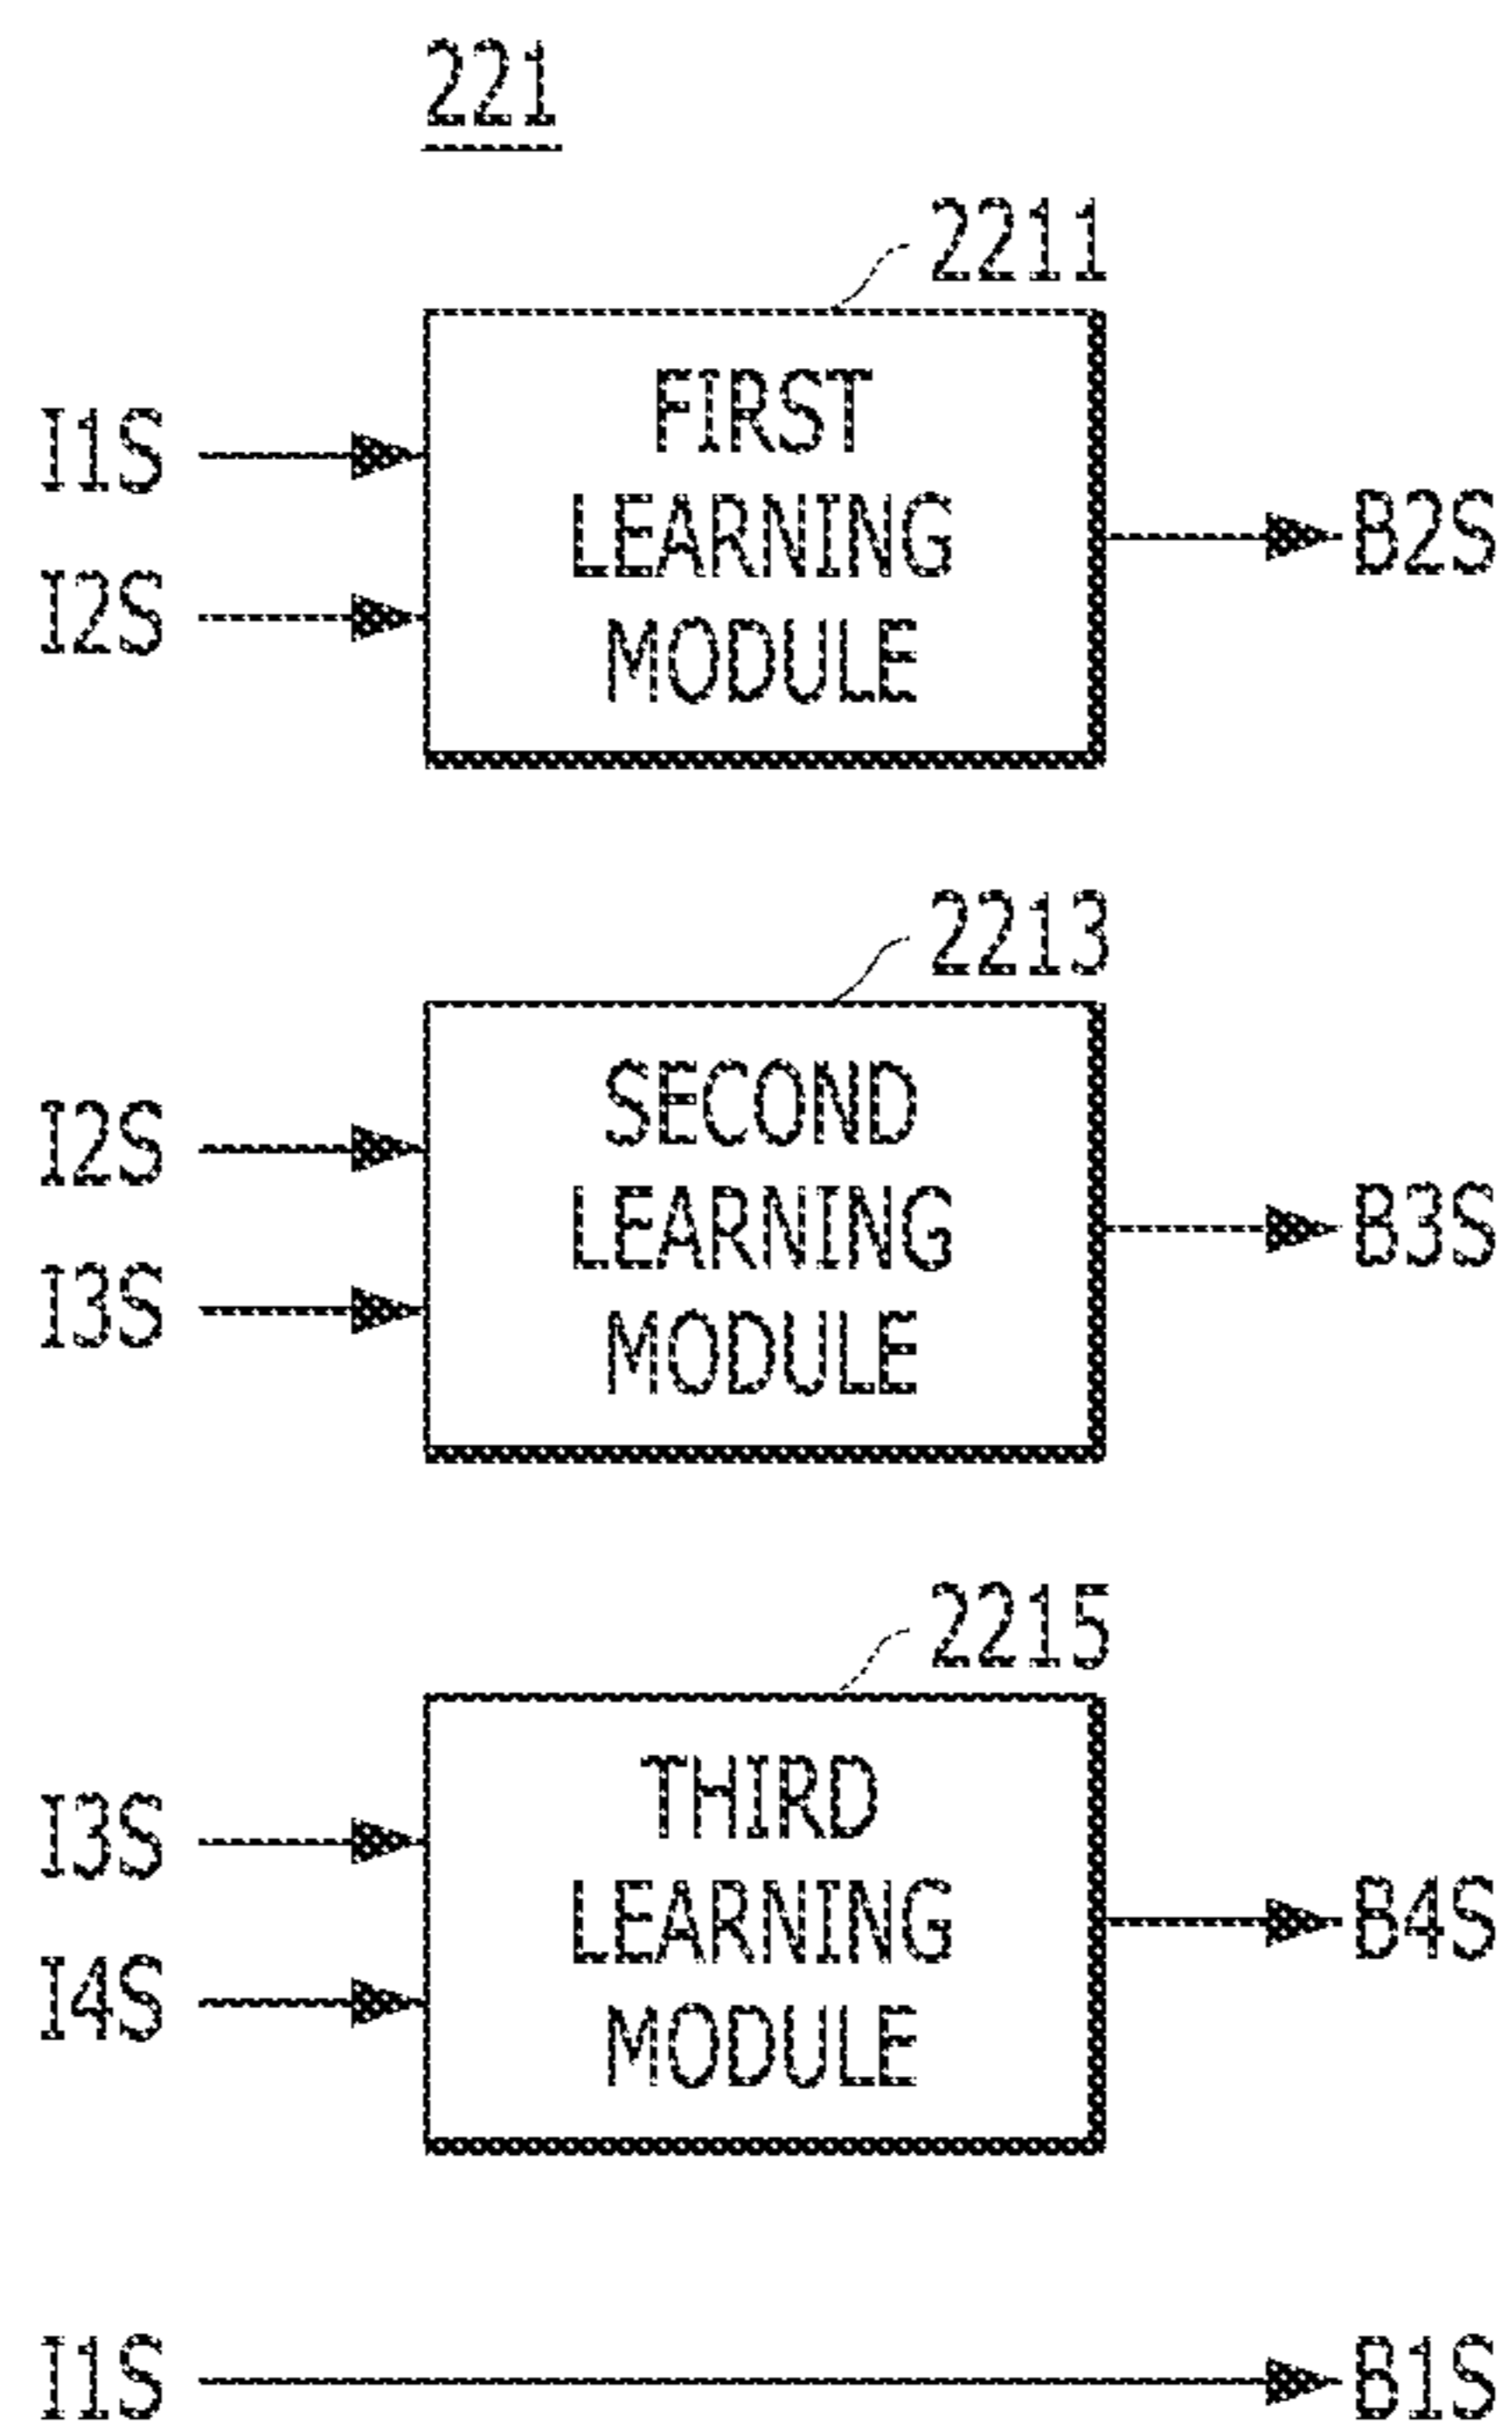 221
2211
I1S
I2S
FIRST
LEARNING
MODULE
B2S
2213
I2S
I3S
SECOND
LEARNING
MODULE
B3S
2215
I3S
I4S
THIRD
LEARNING
MODULE
B4S
I1S
B1S